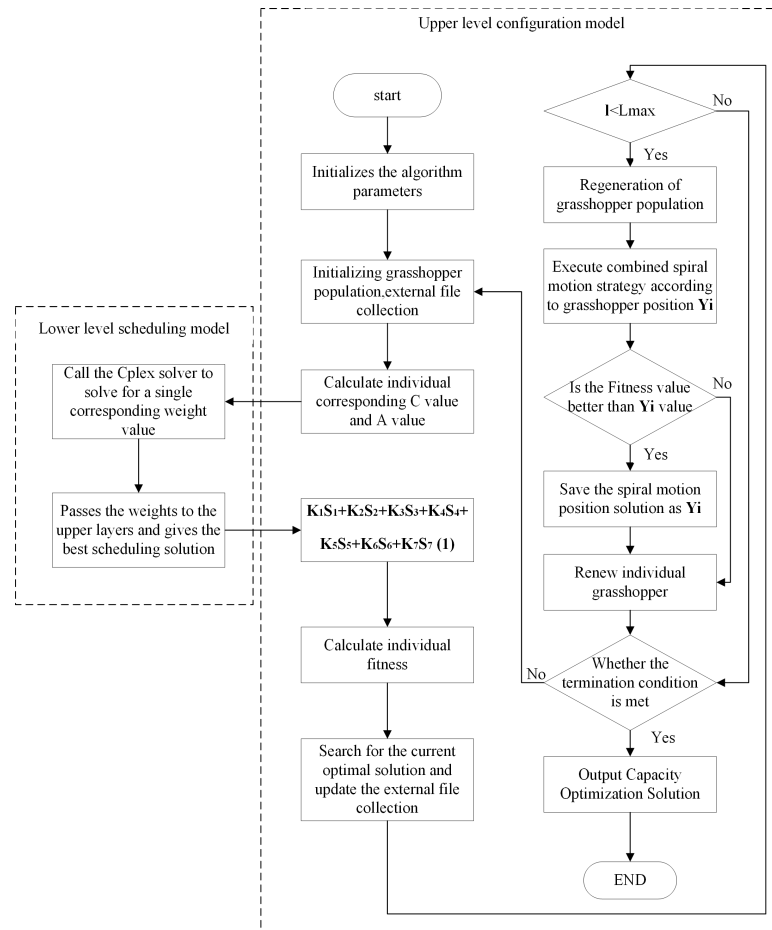 Upper level configuration model
start
Initializes the algorithm
parameters
Initializing grasshopper
population,external file
collection
Calculate individual
corresponding C value
and A value
Lower level scheduling model
Call the Cplex solver to
solve for a single
corresponding weight
value
Passes the weights to the
upper layers and gives the
best scheduling solution
K₁S₁+K₂S₂+K₃S₃+K₄S₄+
K₅S₅+K₆S₆+K₇S₇ (1)
Calculate individual
fitness
Search for the current
optimal solution and
update the external file
collection
l<Lmax
No
Yes
Regeneration of
grasshopper population
Execute combined spiral
motion strategy according
to grasshopper position Yi
Is the Fitness value
better than Yi value
No
Yes
Save the spiral motion
position solution as Yi
Renew individual
grasshopper
Whether the
termination condition
is met
No
Yes
Output Capacity
Optimization Solution
END